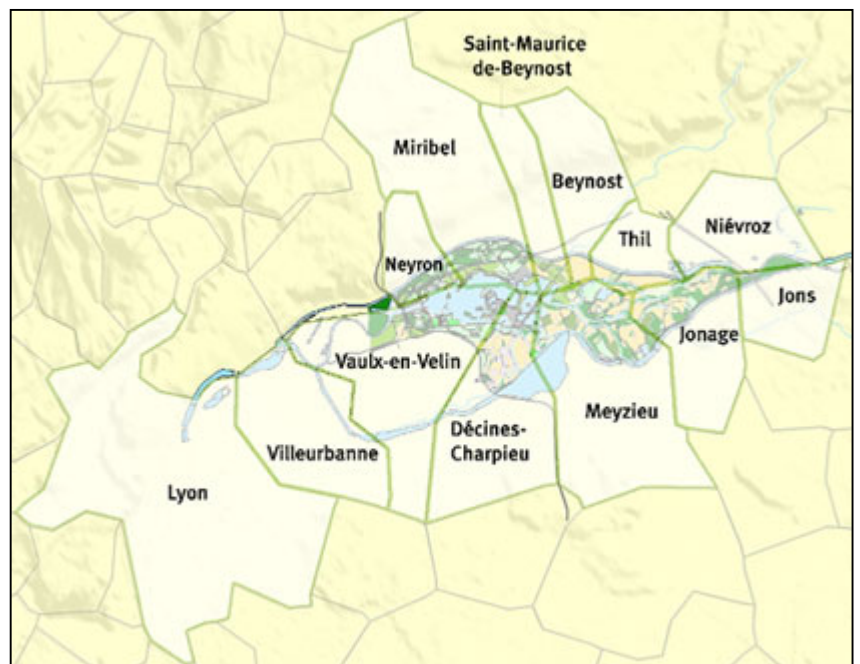 Saint-Maurice
de-Beynost
Miribel
Beynost
Niévroz
Thil
Neyron
Jons
Jonage
Vaulx-en-Velin
Meyzieu
Décines-
Charpieu
Villeurbanne
Lyon